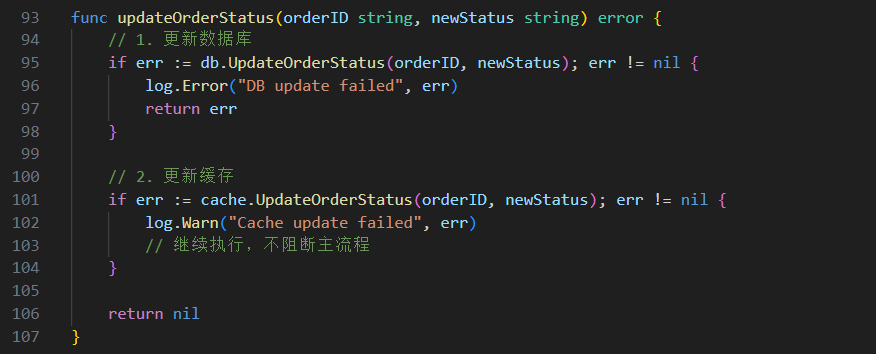 93 func updateOrderStatus(orderID string, newStatus string) error {
94     // 1. 更新数据库
95     if err := db.UpdateOrderStatus(orderID, newStatus); err != nil {
96         log.Error("DB update failed", err)
97         return err
98     }
99
100     // 2. 更新缓存
101     if err := cache.UpdateOrderStatus(orderID, newStatus); err != nil {
102         log.Warn("Cache update failed", err)
103         // 继续执行，不阻断主流程
104     }
105
106     return nil
107 }